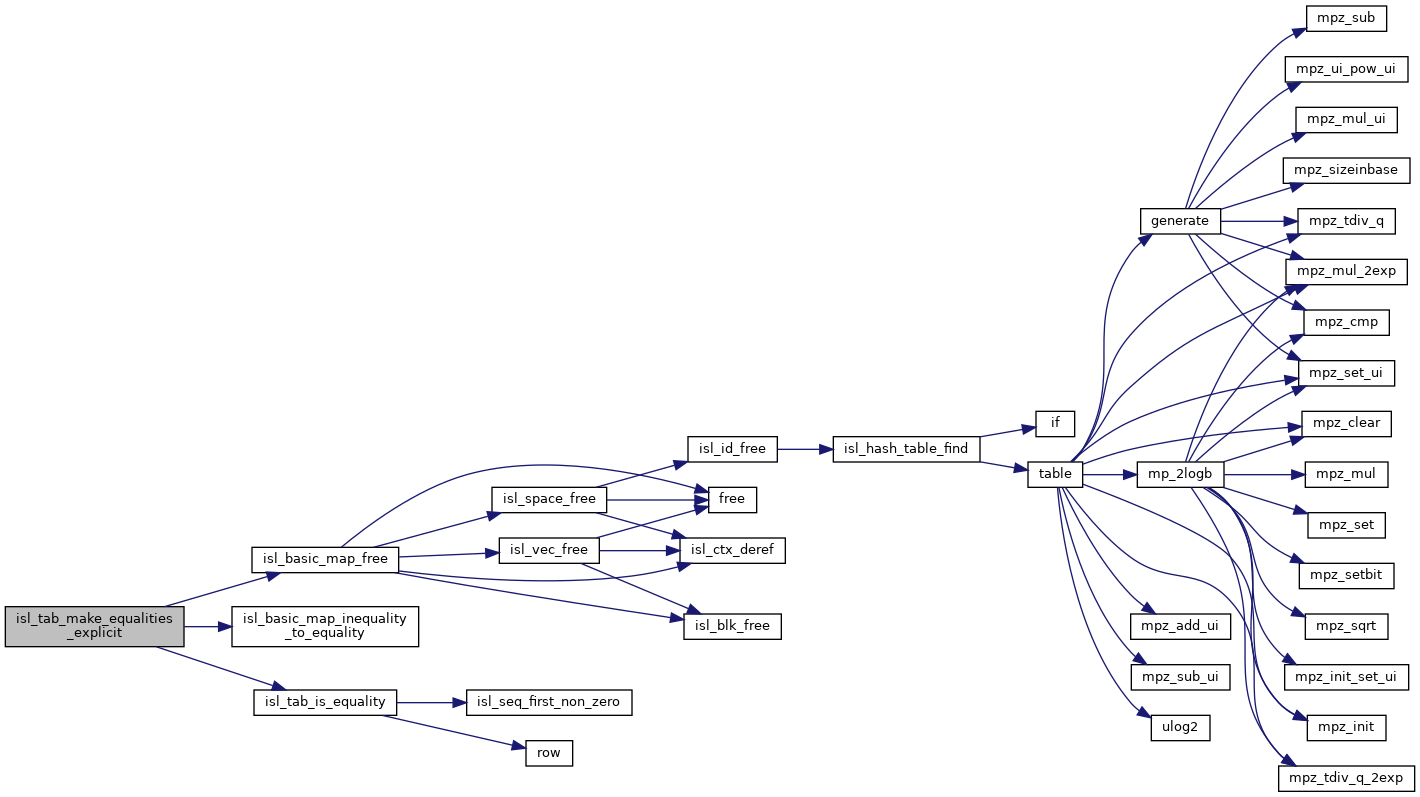 isl_tab_make_equalities
_explicit
isl_basic_map_free
isl_basic_map_inequality
_to_equality
isl_tab_is_equality
isl_space_free
isl_vec_free
isl_seq_first_non_zero
row
isl_id_free
free
isl_ctx_deref
isl_blk_free
isl_hash_table_find
if
table
generate
mp_2logb
mpz_add_ui
mpz_sub_ui
ulog2
mpz_sub
mpz_ui_pow_ui
mpz_mul_ui
mpz_sizeinbase
mpz_tdiv_q
mpz_mul_2exp
mpz_cmp
mpz_set_ui
mpz_clear
mpz_mul
mpz_set
mpz_setbit
mpz_sqrt
mpz_init_set_ui
mpz_init
mpz_tdiv_q_2exp